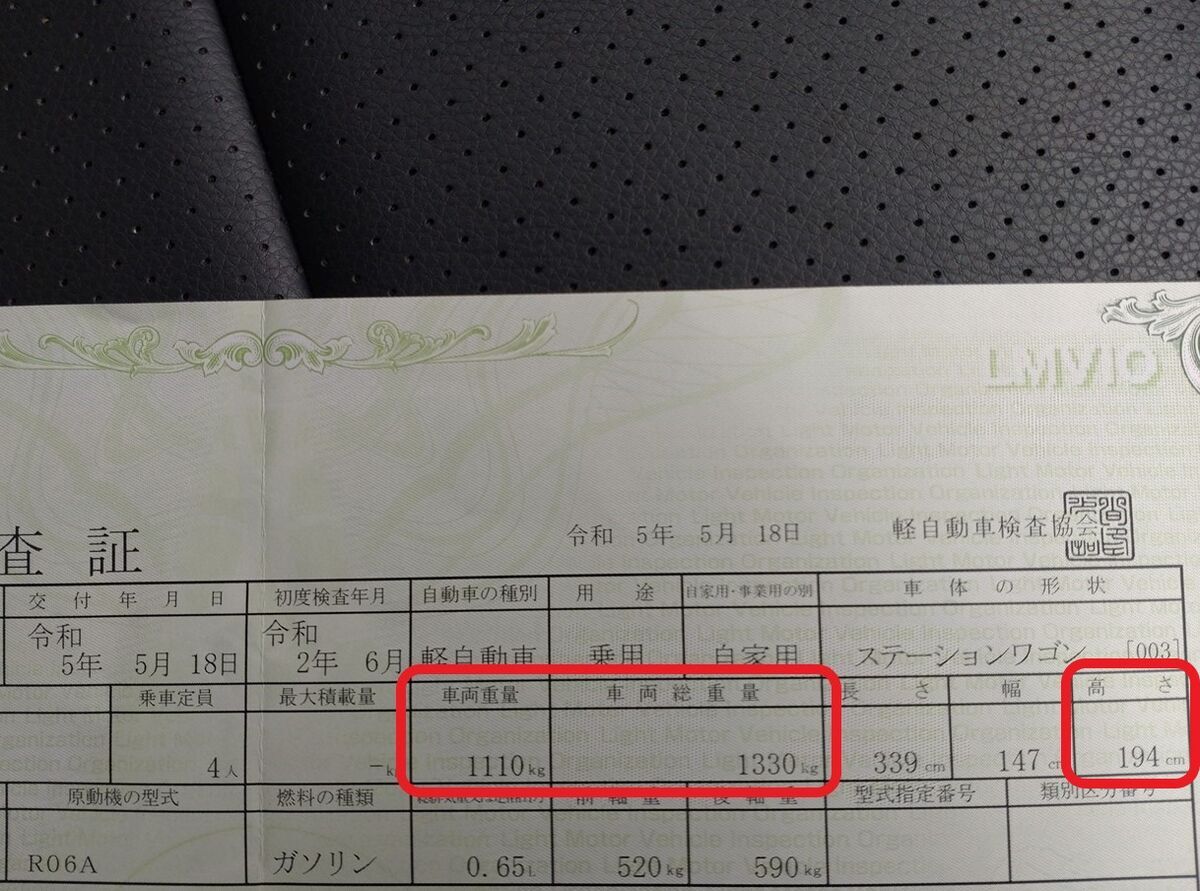 LMVIO
査 証
令和 5年 5月 18日 軽自動車検査協会
交 付 年 月 日 初度検査年月 自動車の種別 用 途 自家用・事業用の別 車 体 の 形 状
令和 5年 5月 18日 令和 2年 6月 軽自動車 乗用 自家用 ステーションワゴン [003]
乗車定員 最大積載量 車両重量 車 両 総 重 量 長 さ 幅 高 さ
4人 -kg 1110kg 1330kg 339cm 147cm 194cm
原動機の型式 燃料の種類 前 軸 重 後 軸 重 型式指定番号 類別区分番号
R06A ガソリン 0.65L 520kg 590kg